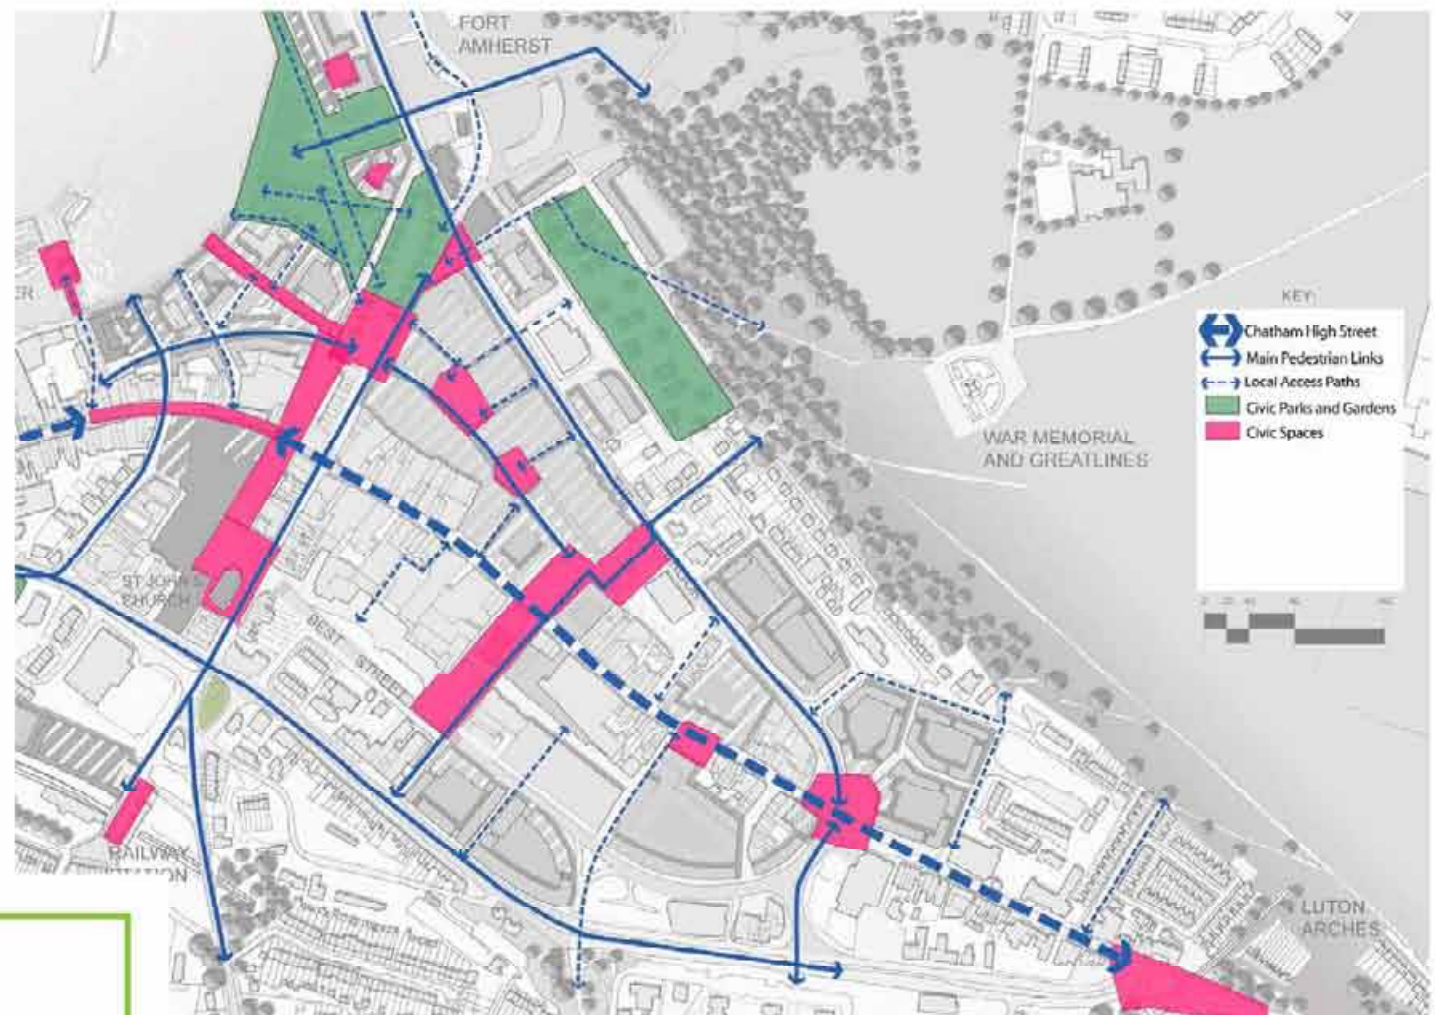 FORT
AMHERST
KEY:
Chatham High Street
Main Pedestrian Links
Local Access Paths
Civic Parks and Gardens
Civic Spaces
WAR MEMORIAL
AND GREATLINES
ST JOHN'S
CHURCH
BEST
STREET
RAILWAY
STATION
LUTON
ARCHES